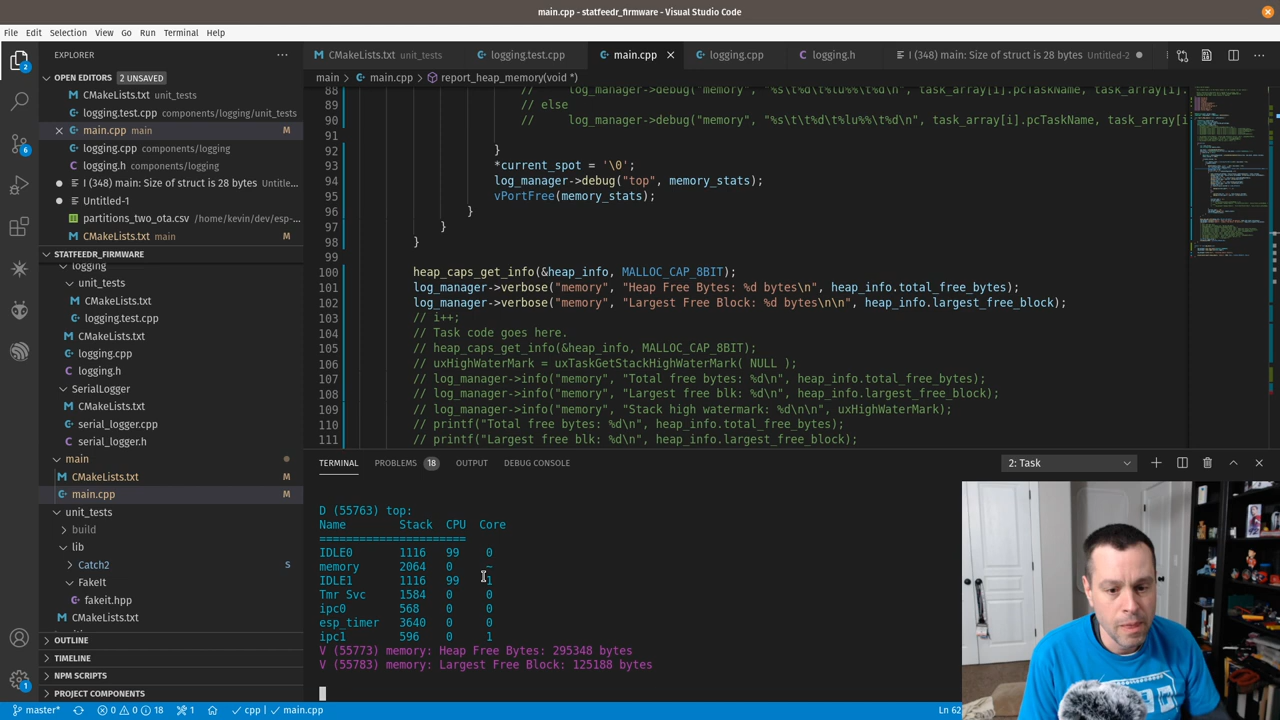 main.cpp - statfeedr_firmware - Visual Studio Code
File Edit Selection View Go Run Terminal Help
EXPLORER
OPEN EDITORS 2 UNSAVED
CMakeLists.txt unit_tests
logging.test.cpp components/logging/unit_tests
main.cpp main M
logging.cpp components/logging
logging.h components/logging
I (348) main: Size of struct is 28 bytes Untitle...
Untitled-1
partitions_two_ota.csv /home/kevin/dev/esp-...
CMakeLists.txt main M
STATFEEDR_FIRMWARE
logging
unit_tests
CMakeLists.txt
logging.test.cpp
CMakeLists.txt
logging.cpp
logging.h
SerialLogger
CMakeLists.txt
serial_logger.cpp
serial_logger.h
main
CMakeLists.txt M
main.cpp M
unit_tests
build
lib
Catch2 S
FakeIt
fakeit.hpp
CMakeLists.txt
OUTLINE
TIMELINE
NPM SCRIPTS
PROJECT COMPONENTS
CMakeLists.txt unit_tests logging.test.cpp main.cpp logging.cpp logging.h I (348) main: Size of struct is 28 bytes Untitled-2
main > main.cpp > report_heap_memory(void *)
88 // log_manager->debug("memory", "%s\t%d\t%lu%%\t%d\n", task_array[i].pcTaskName, task_array[i].
89 // else
90 // log_manager->debug("memory", "%s\t\t%d\t%lu%%\t%d\n", task_array[i].pcTaskName, task_array[i
91
92 }
93 *current_spot = '\0';
94 log_manager->debug("top", memory_stats);
95 vPortFree(memory_stats);
96 }
97 }
98 }
99
100 heap_caps_get_info(&heap_info, MALLOC_CAP_8BIT);
101 log_manager->verbose("memory", "Heap Free Bytes: %d bytes\n", heap_info.total_free_bytes);
102 log_manager->verbose("memory", "Largest Free Block: %d bytes\n\n", heap_info.largest_free_block);
103 // i++;
104 // Task code goes here.
105 // heap_caps_get_info(&heap_info, MALLOC_CAP_8BIT);
106 // uxHighWaterMark = uxTaskGetStackHighWaterMark( NULL );
107 // log_manager->info("memory", "Total free bytes: %d\n", heap_info.total_free_bytes);
108 // log_manager->info("memory", "Largest free blk: %d\n", heap_info.largest_free_block);
109 // log_manager->info("memory", "Stack high watermark: %d\n\n", uxHighWaterMark);
110 // printf("Total free bytes: %d\n", heap_info.total_free_bytes);
111 // printf("Largest free blk: %d\n", heap_info.largest_free_block);
TERMINAL PROBLEMS 18 OUTPUT DEBUG CONSOLE 2: Task
D (55763) top:
Name Stack CPU Core
======================
IDLE0 1116 99 0
memory 2064 0 ~
IDLE1 1116 99 1
Tmr Svc 1584 0 0
ipc0 568 0 0
esp_timer 3640 0 0
ipc1 596 0 1
V (55773) memory: Heap Free Bytes: 295348 bytes
V (55783) memory: Largest Free Block: 125188 bytes
master* 0 0 18 1 cpp | main.cpp Ln 62